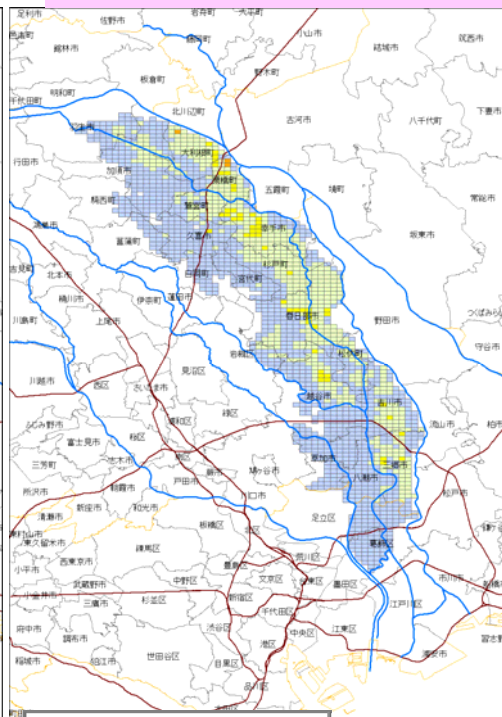 足利市
佐野市
岩舟町
大平町
小山市
結城市
筑西市
邑楽町
館林市
藤岡町
野木町
板倉町
明和町
千代田町
北川辺町
古河市
八千代町
下妻市
羽生市
行田市
加須市
大利根町
栗橋町
五霞町
境町
常総市
騎西町
鷲宮町
幸手市
坂東市
鴻巣市
菖蒲町
久喜市
杉戸町
吉見町
北本市
白岡町
宮代町
桶川市
伊奈町
蓮田市
川島町
上尾市
春日部市
野田市
つくばみらい
守谷市
岩槻区
松伏町
川越市
西区
さいたま市
見沼区
越谷市
吉川市
流山市
柏市
ふじみ野市
富士見市
桜区
浦和区
緑区
三芳町
志木市
南区
蕨市
鳩ヶ谷市
草加市
三郷市
八潮市
所沢市
朝霞市
戸田市
川口市
松戸市
清瀬市
新座市
和光市
板橋区
北区
足立区
東村山市
東久留米市
練馬区
葛飾区
鎌ケ谷
小平市
西東京市
豊島区
荒川区
武蔵野市
中野区
文京区
台東区
墨田区
市川市
船橋
小金井市
三鷹市
杉並区
新宿区
千代田区
江戸川区
府中市
調布市
渋谷区
中央区
江東区
習志野
稲城市
狛江市
世田谷区
港区
目黒区
浦安市
品川区